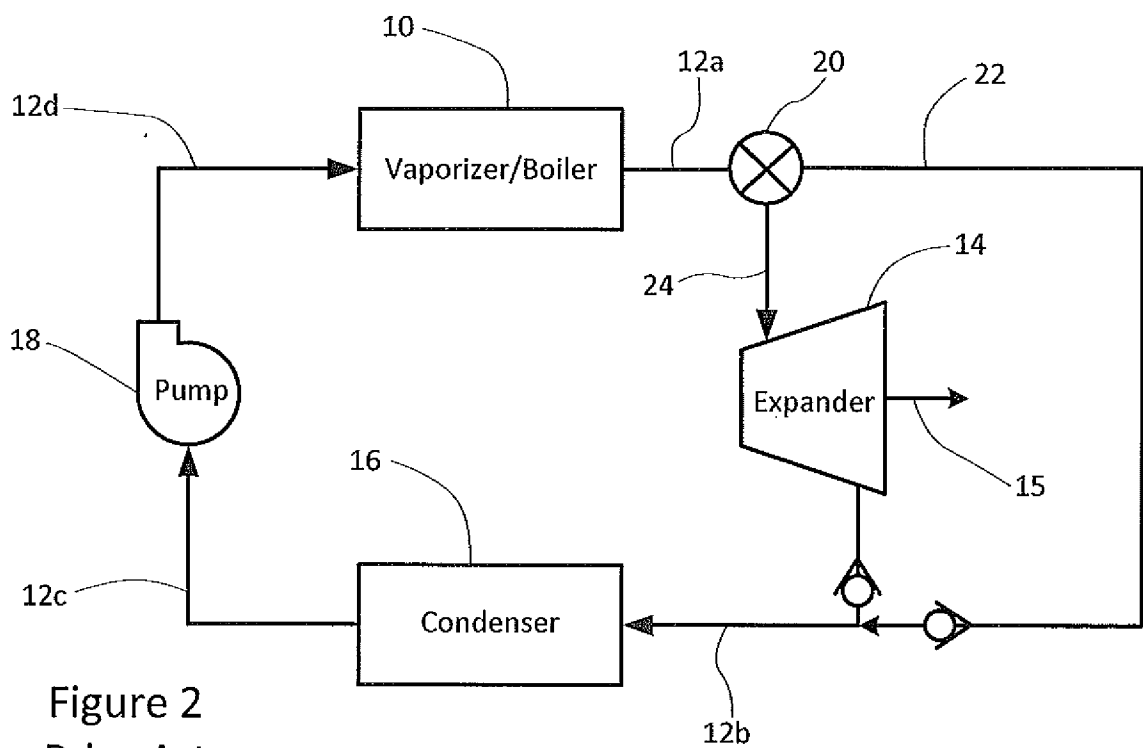 10
12a
20
22
12d
Vaporizer/Boiler
14
24
18
Pump
Expander
16
15
12c
Condenser
Figure 2
12b